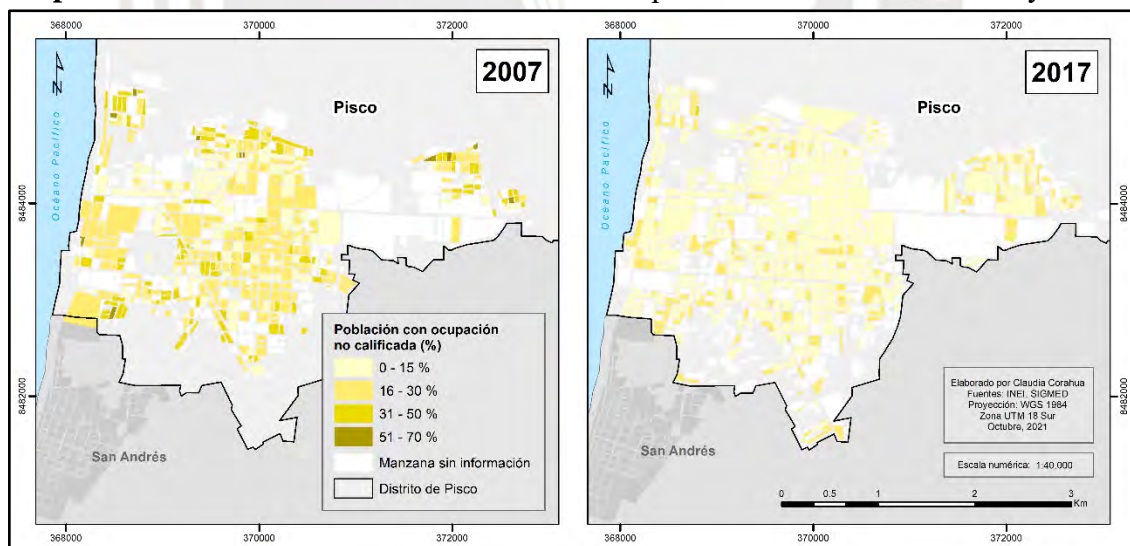 368000
370000
372000
368000
370000
372000
N
2007
Pisco
Océano Pacífico
8484000
8482000
Población con ocupación
no calificada (%)
0 - 15 %
16 - 30 %
31 - 50 %
51 - 70 %
Manzana sin información
Distrito de Pisco
San Andrés
368000
370000
372000
N
2017
Pisco
Océano Pacífico
8484000
8482000
San Andrés
Elaborado por Claudia Corahua
Fuentes: INEI. SIGMED
Proyección: WGS 1984
Zona UTM 18 Sur
Octubre, 2021
Escala numérica: 1:40,000
0 0.5 1 2 3
Km
368000
370000
372000